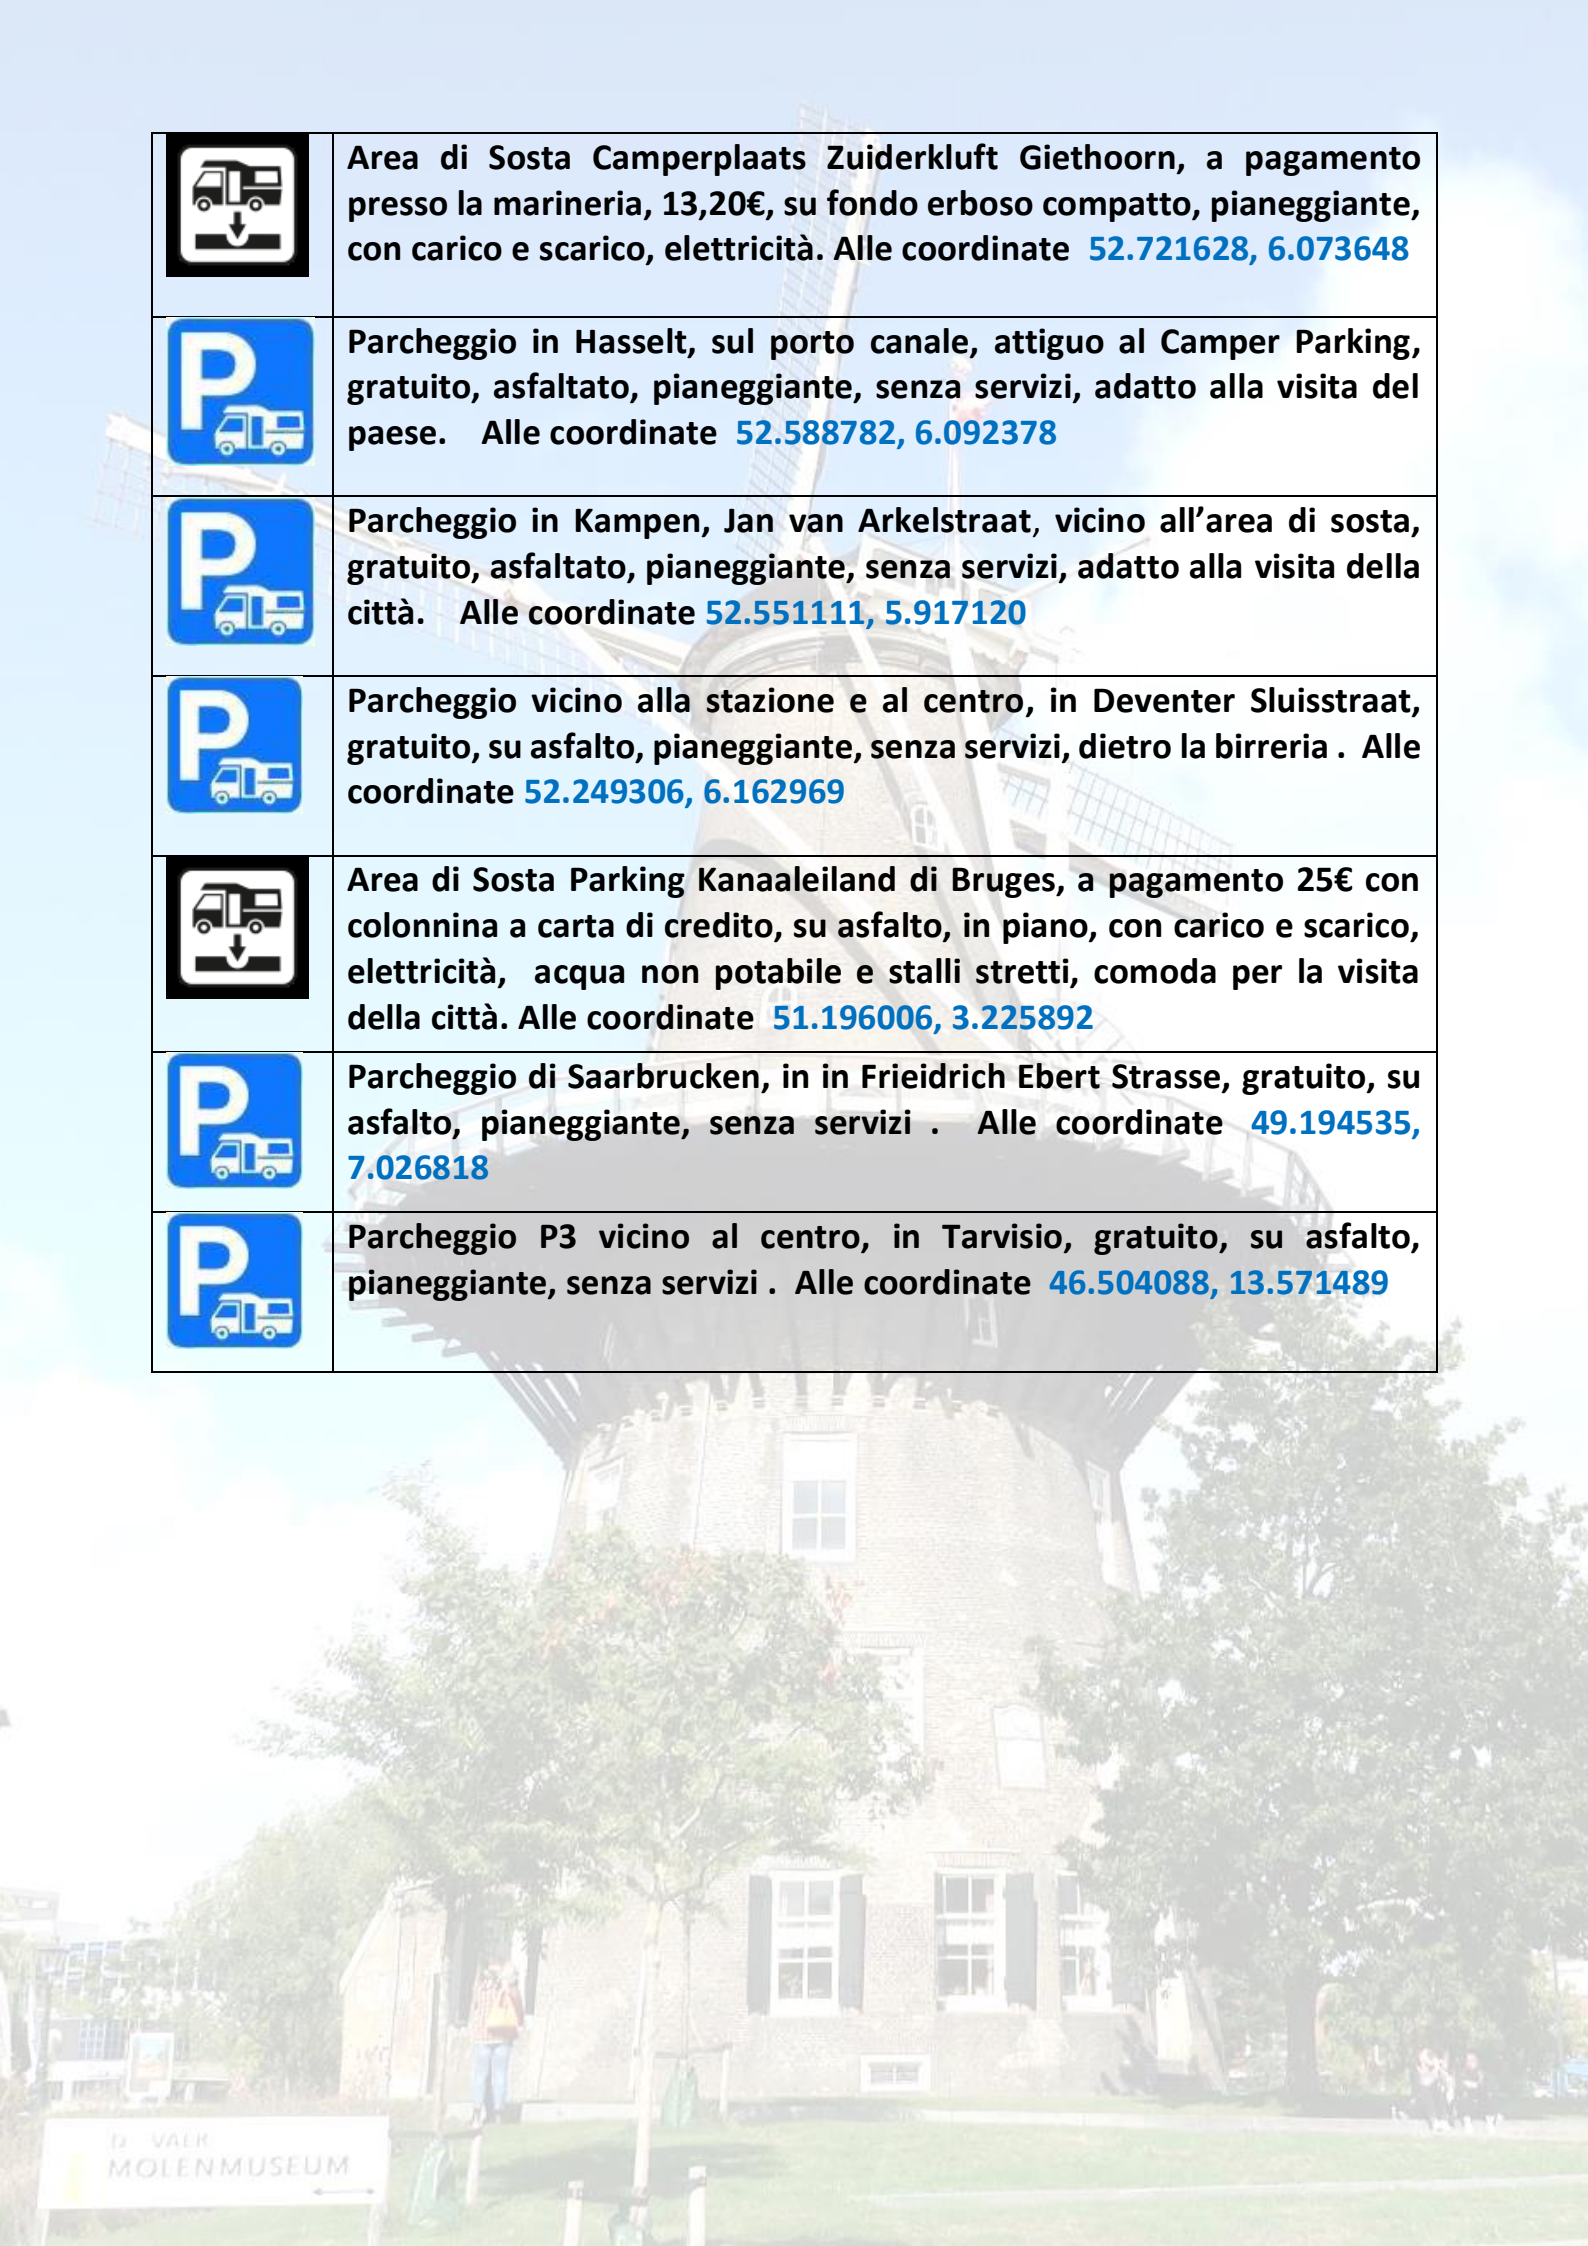 Area di Sosta Camperplaats Zuiderkluft Giethoorn, a pagamento
presso la marineria, 13,20€, su fondo erboso compatto, pianeggiante,
con carico e scarico, elettricità. Alle coordinate 52.721628, 6.073648
P
Parcheggio in Hasselt, sul porto canale, attiguo al Camper Parking,
gratuito, asfaltato, pianeggiante, senza servizi, adatto alla visita del
paese. Alle coordinate 52.588782, 6.092378
P
Parcheggio in Kampen, Jan van Arkelstraat, vicino all’area di sosta,
gratuito, asfaltato, pianeggiante, senza servizi, adatto alla visita della
città. Alle coordinate 52.551111, 5.917120
P
Parcheggio vicino alla stazione e al centro, in Deventer Sluisstraat,
gratuito, su asfalto, pianeggiante, senza servizi, dietro la birreria . Alle
coordinate 52.249306, 6.162969
Area di Sosta Parking Kanaaleiland di Bruges, a pagamento 25€ con
colonnina a carta di credito, su asfalto, in piano, con carico e scarico,
elettricità, acqua non potabile e stalli stretti, comoda per la visita
della città. Alle coordinate 51.196006, 3.225892
P
Parcheggio di Saarbrucken, in in Frieidrich Ebert Strasse, gratuito, su
asfalto, pianeggiante, senza servizi . Alle coordinate 49.194535,
7.026818
P
Parcheggio P3 vicino al centro, in Tarvisio, gratuito, su asfalto,
pianeggiante, senza servizi . Alle coordinate 46.504088, 13.571489
MOLENMUSEUM